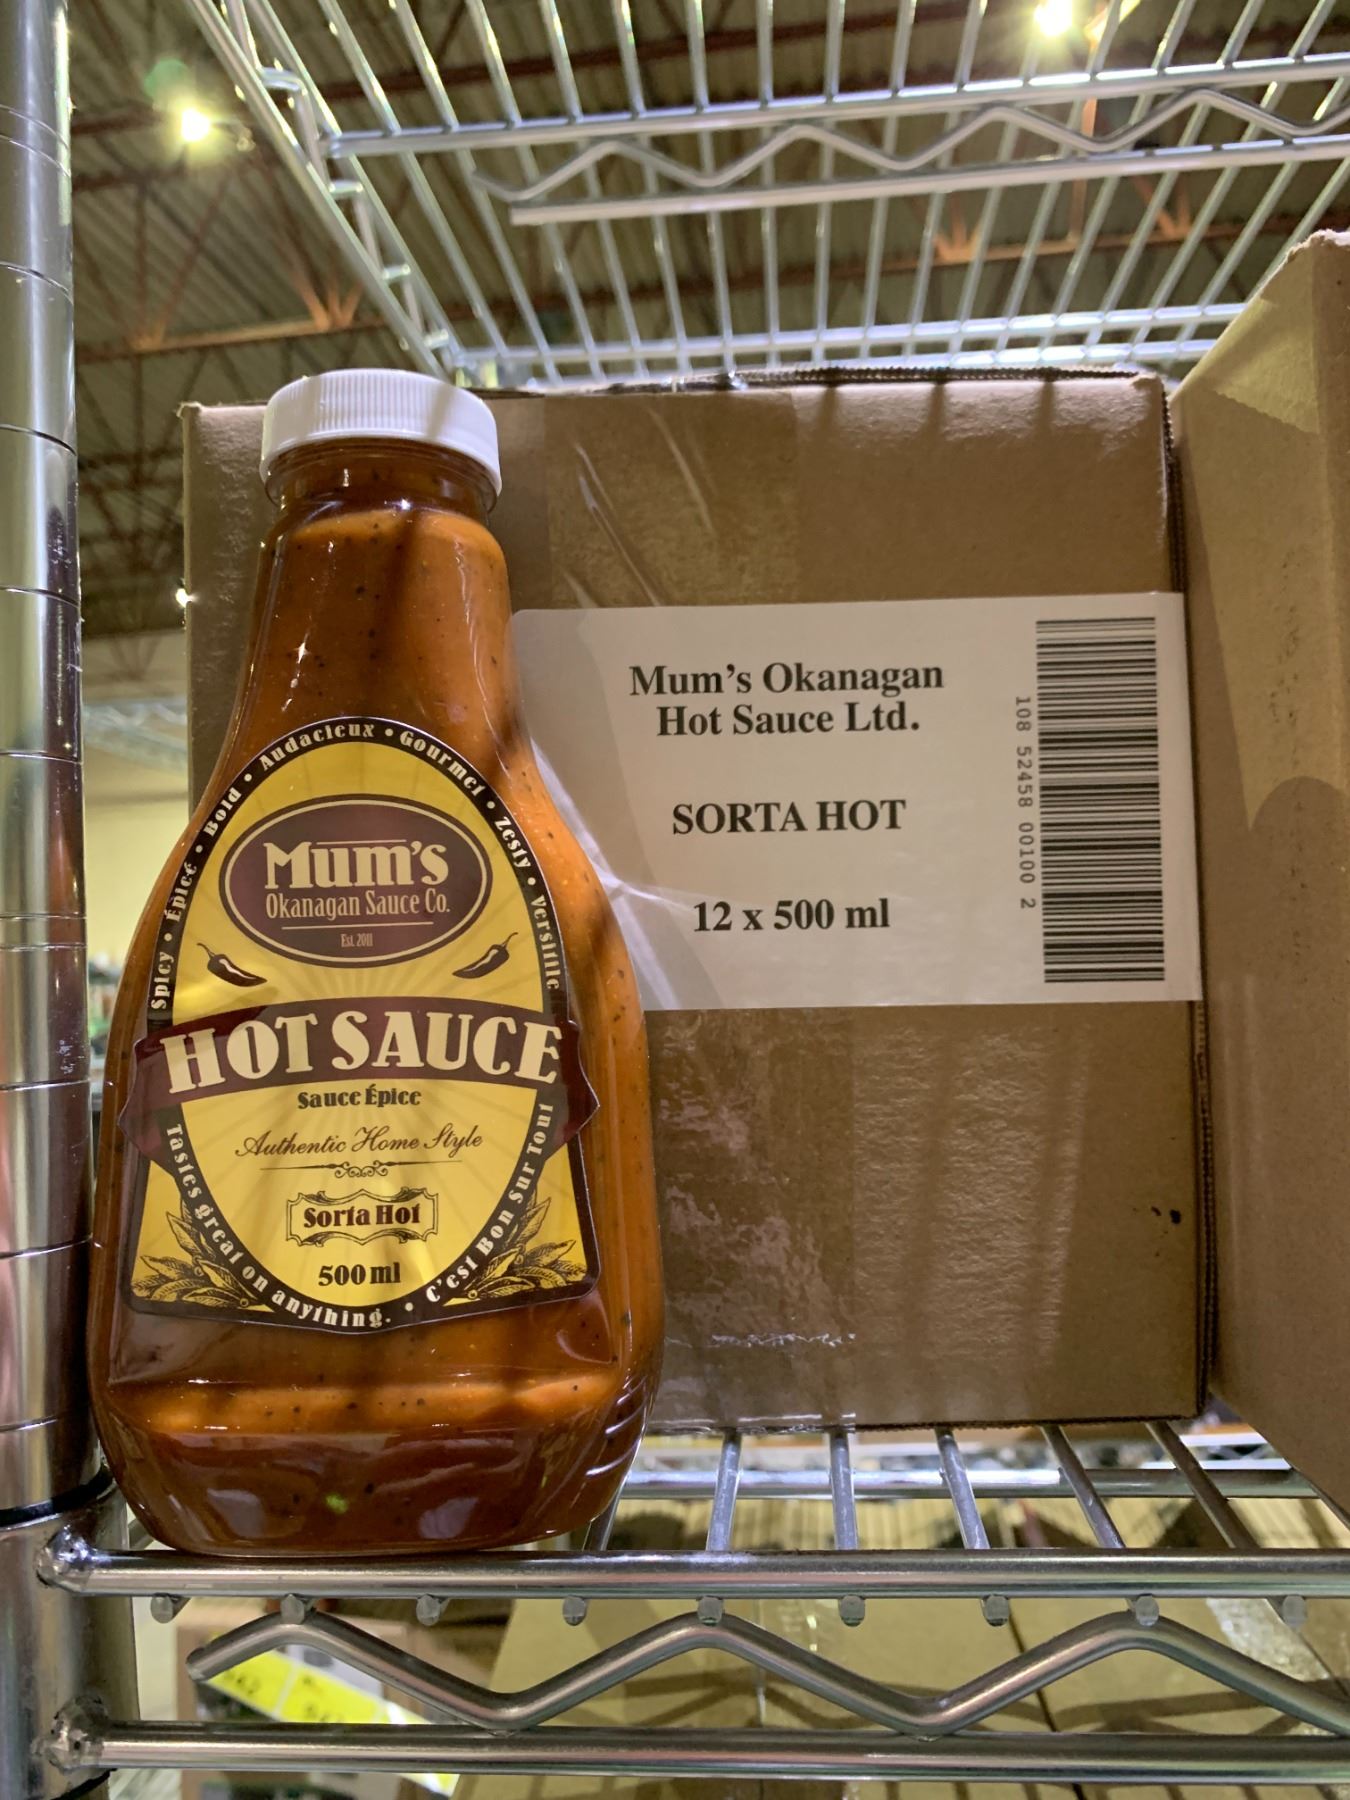 Spicy • Épicé • Bold • Audacieux • Gourmet • Zesty • versitile
Mum's
Okanagan Sauce Co.
Est. 2011
HOT SAUCE
Sauce Épice
Authentic Home Style
Sorta Hot
500 ml
Tastes great on anything. • C'est Bon Sur Tout
Mum's Okanagan
Hot Sauce Ltd.
SORTA HOT
12 x 500 ml
108 52458 00100 2